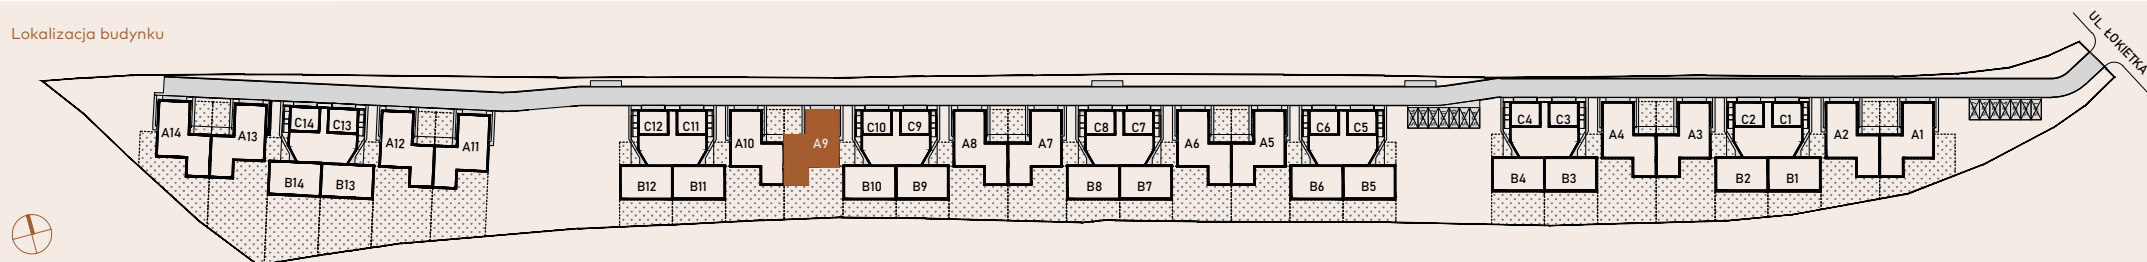 Lokalizacja budynku
UL. ŁOKIETKA
A14 A13 C14 C13 A12 A11 B14 B13
C12 C11 A10 A9 C10 C9 A8 A7 C8 C7 A6 A5 C6 C5
B12 B11 B10 B9 B8 B7 B6 B5
C4 C3 A4 A3 C2 C1 A2 A1
B4 B3 B2 B1